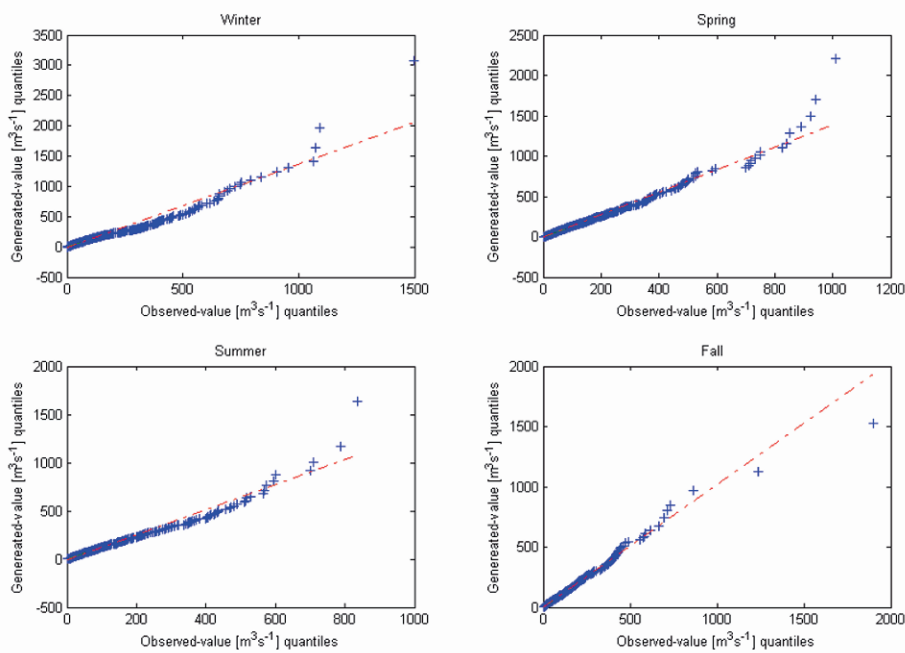 Winter
3500
3000
2500
2000
1500
1000
500
0
-500
0 500 1000 1500
Genereated-value [m³s⁻¹] quantiles
Observed-value [m³s⁻¹] quantiles
Spring
2500
2000
1500
1000
500
0
-500
0 200 400 600 800 1000 1200
Genereated-value [m³s⁻¹] quantiles
Observed-value [m³s⁻¹] quantiles
Summer
2000
1500
1000
500
0
-500
0 200 400 600 800 1000
Genereated-value [m³s⁻¹] quantiles
Observed-value [m³s⁻¹] quantiles
Fall
2000
1500
1000
500
0
0 500 1000 1500 2000
Genereated-value [m³s⁻¹] quantiles
Observed-value [m³s⁻¹] quantiles